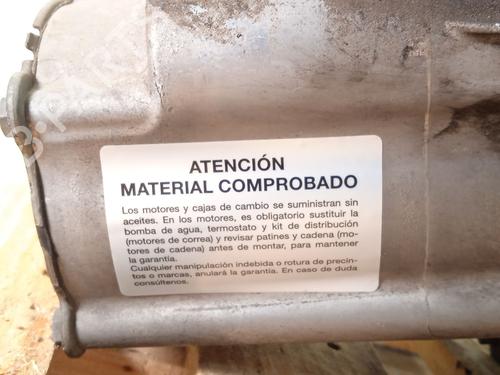 ATENCIÓN
MATERIAL COMPROBADO
Los motores y cajas de cambio se suministran sin
aceites. En los motores, es obligatorio sustituir la
bomba de agua, termostato y kit de distribución
(motores de correa) y revisar patines y cadena (mo-
tores de cadena) antes de montar, para mantener
la garantía.
Cualquier manipulación indebida o rotura de precin-
tos o marcas, anulará la garantía. En caso de duda
consúltenos.